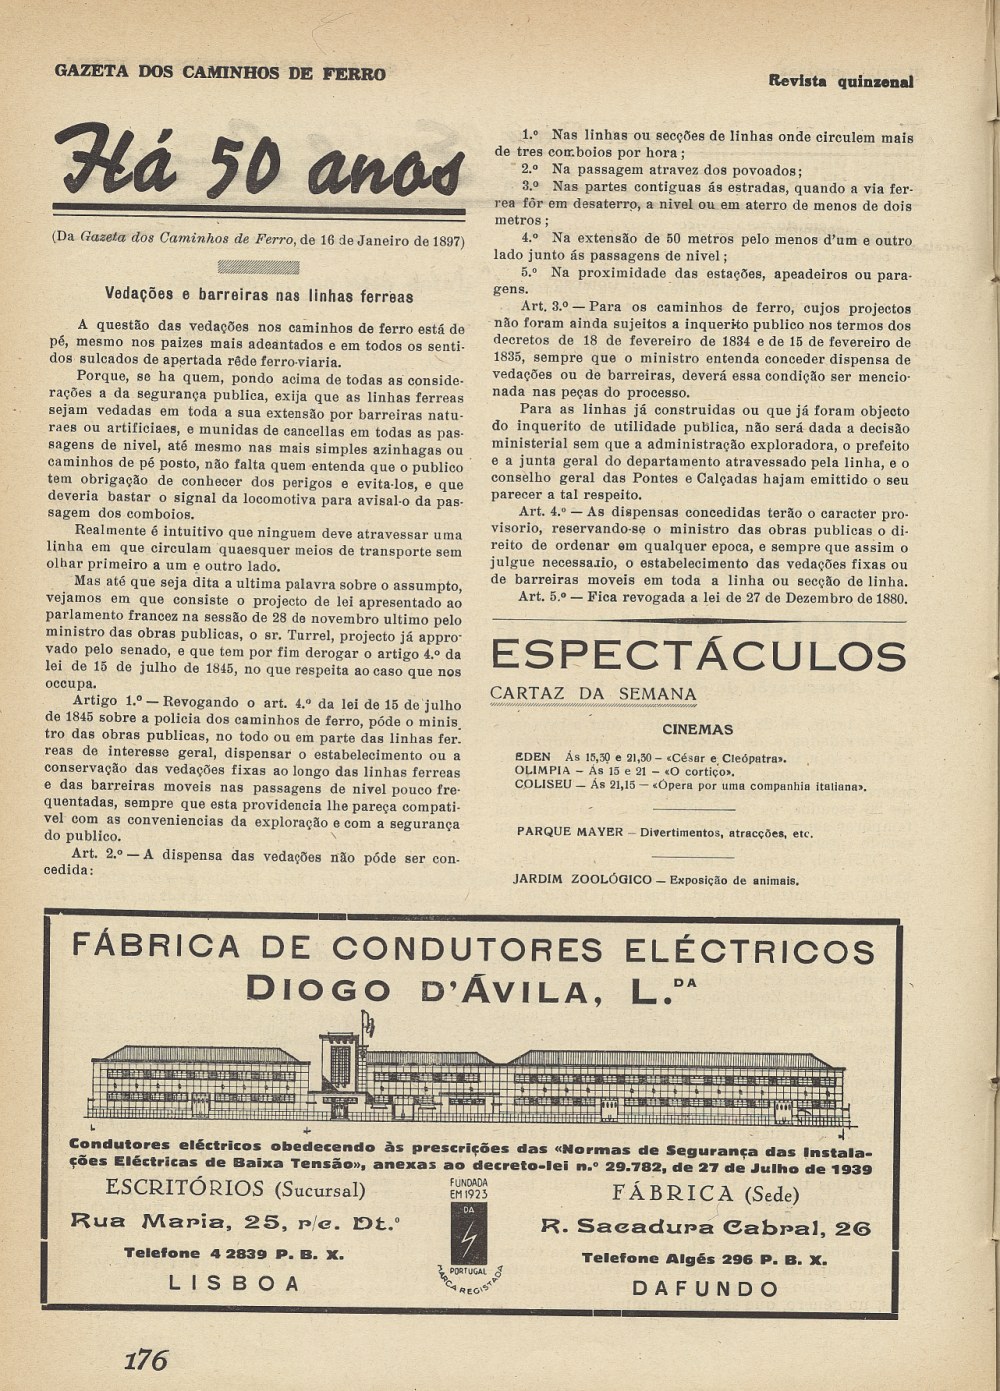 GAZETA DOS CAMINHOS DE FERRO
Revista quinzenal
Há 50 anos
(Da Gazeta dos Caminhos de Ferro, de 16 de Janeiro de 1897)
Vedações e barreiras nas linhas ferreas
A questão das vedações nos caminhos de ferro está de
pé, mesmo nos paizes mais adeantados e em todos os senti-
dos sulcados de apertada rêde ferro-viaria.
Porque, se ha quem, pondo acima de todas as conside-
rações a da segurança publica, exija que as linhas ferreas
sejam vedadas em toda a sua extensão por barreiras natu-
raes ou artificiaes, e munidas de cancellas em todas as pas-
sagens de nivel, até mesmo nas mais simples azinhagas ou
caminhos de pé posto, não falta quem entenda que o publico
tem obrigação de conhecer dos perigos e evita-los, e que
deveria bastar o signal da locomotiva para avisal-o da pas-
sagem dos comboios.
Realmente é intuitivo que ninguem deve atravessar uma
linha em que circulam quaesquer meios de transporte sem
olhar primeiro a um e outro lado.
Mas até que seja dita a ultima palavra sobre o assumpto,
vejamos em que consiste o projecto de lei apresentado ao
parlamento francez na sessão de 28 de novembro ultimo pelo
ministro das obras publicas, o sr. Turrel, projecto já appro-
vado pelo senado, e que tem por fim derogar o artigo 4.º da
lei de 15 de julho de 1845, no que respeita ao caso que nos
occupa.
Artigo 1.º — Revogando o art. 4.º da lei de 15 de julho
de 1845 sobre a policia dos caminhos de ferro, póde o minis
tro das obras publicas, no todo ou em parte das linhas fer.
reas de interesse geral, dispensar o estabelecimento ou a
conservação das vedações fixas ao longo das linhas ferreas
e das barreiras moveis nas passagens de nivel pouco fre-
quentadas, sempre que esta providencia lhe pareça compati-
vel com as conveniencias da exploração e com a segurança
do publico.
Art. 2.º — A dispensa das vedações não póde ser con-
cedida:
1.º Nas linhas ou secções de linhas onde circulem mais
de tres comboios por hora;
2.º Na passagem atravez dos povoados;
3.º Nas partes contiguas ás estradas, quando a via fer-
rea fôr em desaterro, a nivel ou em aterro de menos de dois
metros;
4.º Na extensão de 50 metros pelo menos d'um e outro
lado junto ás passagens de nivel;
5.º Na proximidade das estações, apeadeiros ou para-
gens.
Art. 3.º — Para os caminhos de ferro, cujos projectos
não foram ainda sujeitos a inquerito publico nos termos dos
decretos de 18 de fevereiro de 1834 e de 15 de fevereiro de
1835, sempre que o ministro entenda conceder dispensa de
vedações ou de barreiras, deverá essa condição ser mencio-
nada nas peças do processo.
Para as linhas já construidas ou que já foram objecto
do inquerito de utilidade publica, não será dada a decisão
ministerial sem que a administração exploradora, o prefeito
e a junta geral do departamento atravessado pela linha, e o
conselho geral das Pontes e Calçadas hajam emittido o seu
parecer a tal respeito.
Art. 4.º — As dispensas concedidas terão o caracter pro-
visorio, reservando-se o ministro das obras publicas o di-
reito de ordenar em qualquer epoca, e sempre que assim o
julgue necessario, o estabelecimento das vedações fixas ou
de barreiras moveis em toda a linha ou secção de linha.
Art. 5.º — Fica revogada a lei de 27 de Dezembro de 1880.
ESPECTÁCULOS
CARTAZ DA SEMANA
CINEMAS
EDEN Ás 15,30 e 21,30 — «César e Cleópatra».
OLIMPIA — Às 15 e 21 — «O cortiço».
COLISEU — Ás 21,15 — «Ópera por uma companhia italiana».
PARQUE MAYER — Divertimentos, atracções, etc.
JARDIM ZOOLÓGICO — Exposição de animais.
FÁBRICA DE CONDUTORES ELÉCTRICOS
DIOGO D'ÁVILA, L.DA
Condutores eléctricos obedecendo às prescrições das «Normas de Segurança das Instala-
ções Eléctricas de Baixa Tensão», anexas ao decreto-lei n.º 29.782, de 27 de Julho de 1939
ESCRITÓRIOS (Sucursal)
Rua Maria, 25, r/c. Dt.º
Telefone 4 2839 P. B. X.
LISBOA
FUNDADA
EM 1923
DA
PORTUGAL
MARCA REGISTADA
FÁBRICA (Sede)
R. Sacadura Cabral, 26
Telefone Algés 296 P. B. X.
DAFUNDO
176